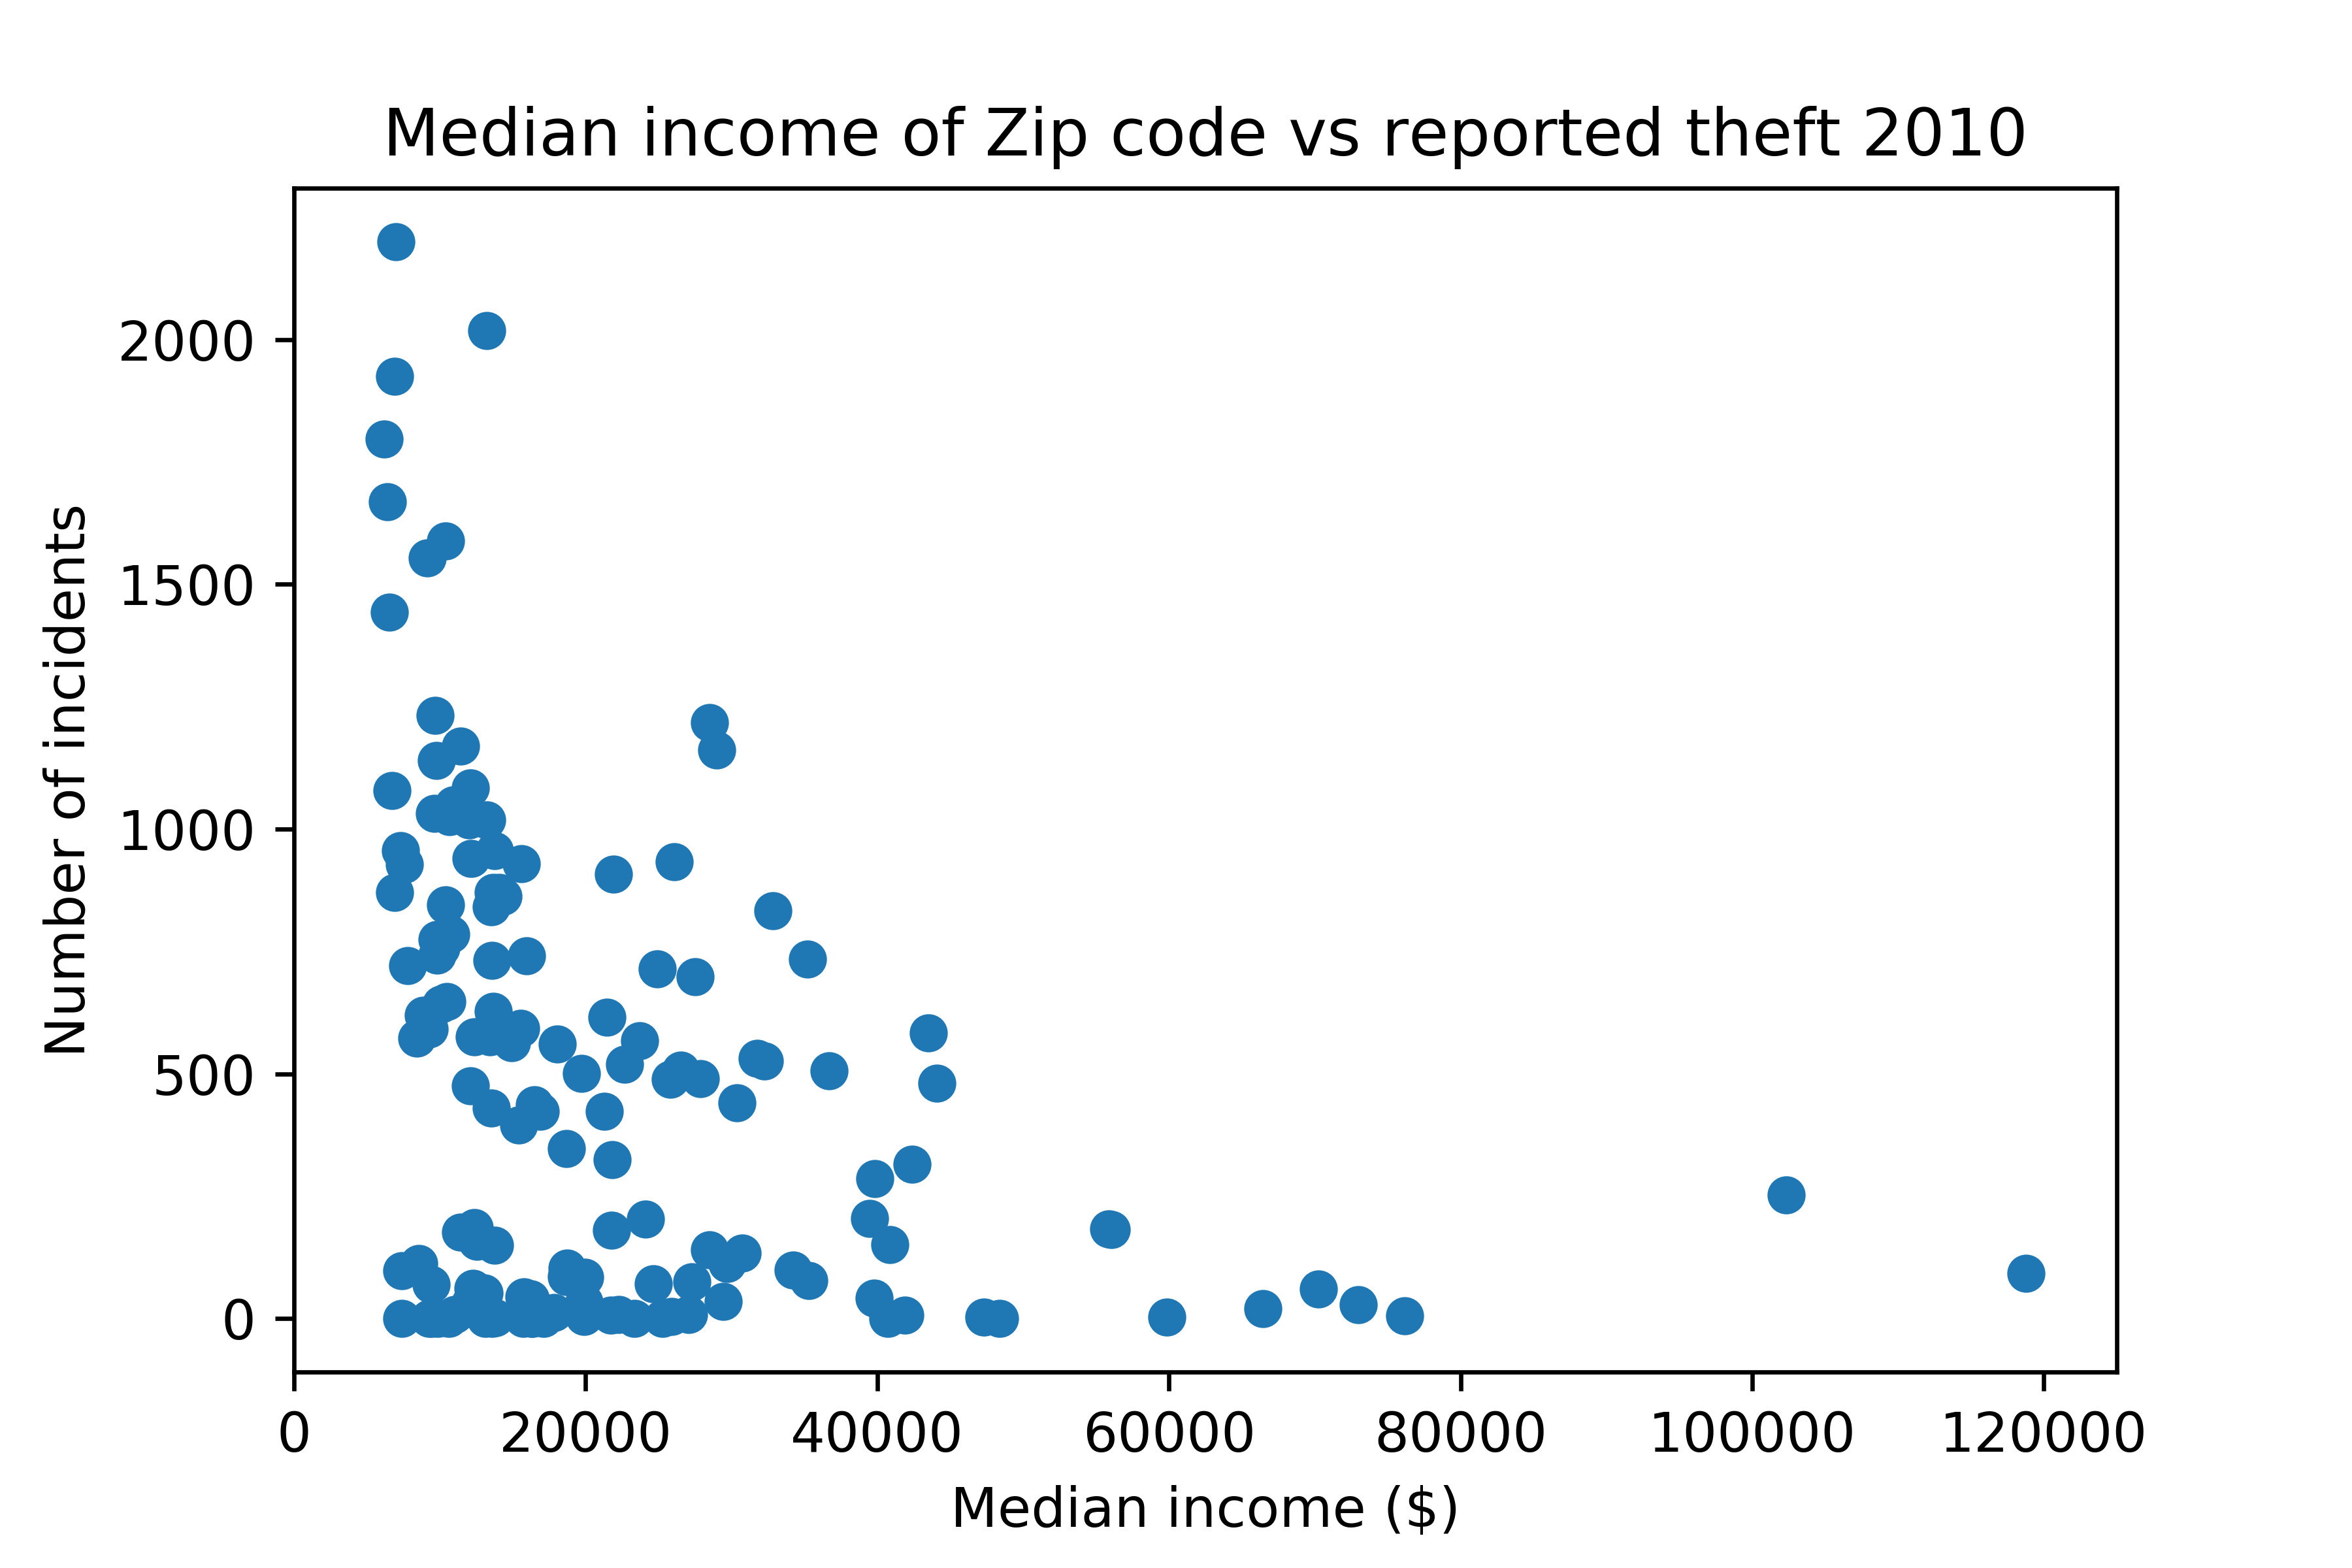 Median income of Zip code vs reported theft 2010
Number of incidents
2000
1500
1000
500
0
0 20000 40000 60000 80000 100000 120000
Median income ($)